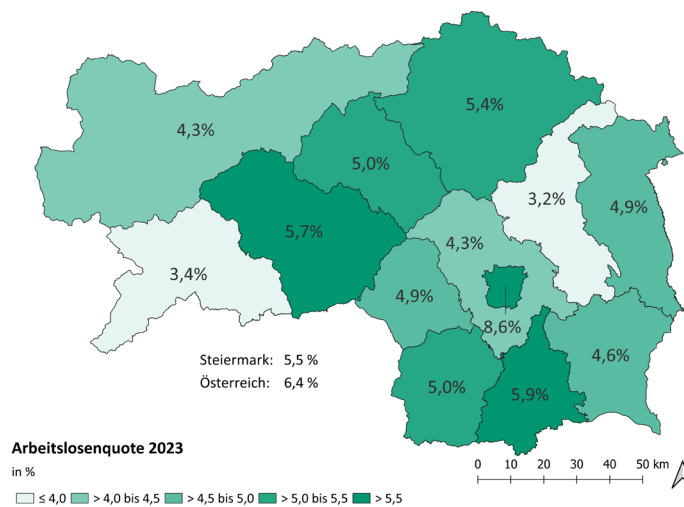 5,4%
4,3%
5,0%
3,2%
4,9%
5,7%
4,3%
3,4%
4,9%
8,6%
4,6%
5,0%
5,9%
Steiermark: 5,5 %
Österreich: 6,4 %
Arbeitslosenquote 2023
in %
≤ 4,0 > 4,0 bis 4,5 > 4,5 bis 5,0 > 5,0 bis 5,5 > 5,5
0 10 20 30 40 50 km